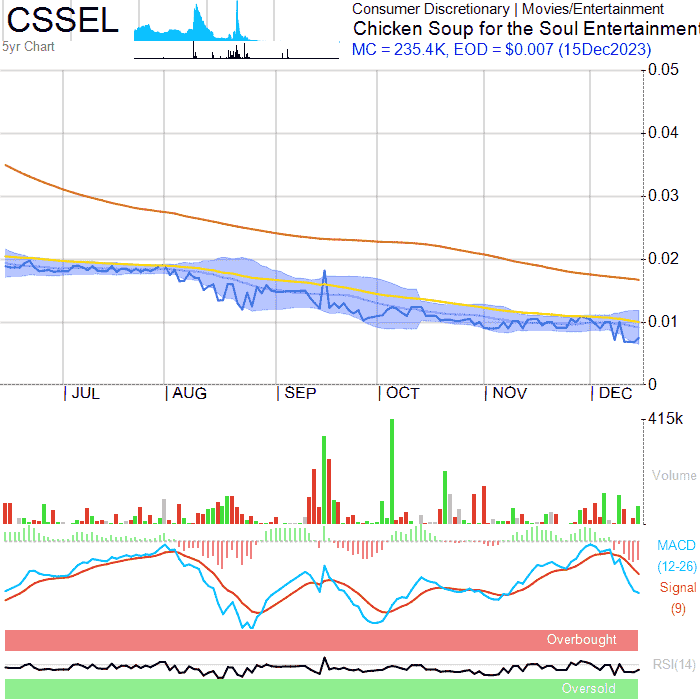 CSSEL
5yr Chart
Consumer Discretionary | Movies/Entertainment
Chicken Soup for the Soul Entertainment
MC = 235.4K, EOD = $0.007 (15Dec2023)
0.05
0.04
0.03
0.02
0.01
0
JUL AUG SEP OCT NOV DEC
415k
Volume
MACD
(12-26)
Signal
(9)
Overbought
RSI(14)
Oversold